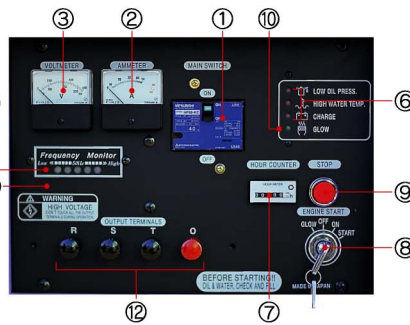 ③ ② ① ⑩
VOLTMETER AMMETER MAIN SWITCH
V A
ON
OFF
LOW OIL PRESS.
HIGH WATER TEMP.
CHARGE
GLOW
⑥
Frequency Monitor
Low High
WARNING
HIGH VOLTAGE
HOUR COUNTER STOP
HOUR METER
⑨
OUTPUT TERMINALS
R S T O
ENGINE START
GLOW OFF ON START
⑧
⑦
⑫
BEFORE STARTING!!
OIL & WATER, CHECK AND FILL
MADE IN JAPAN